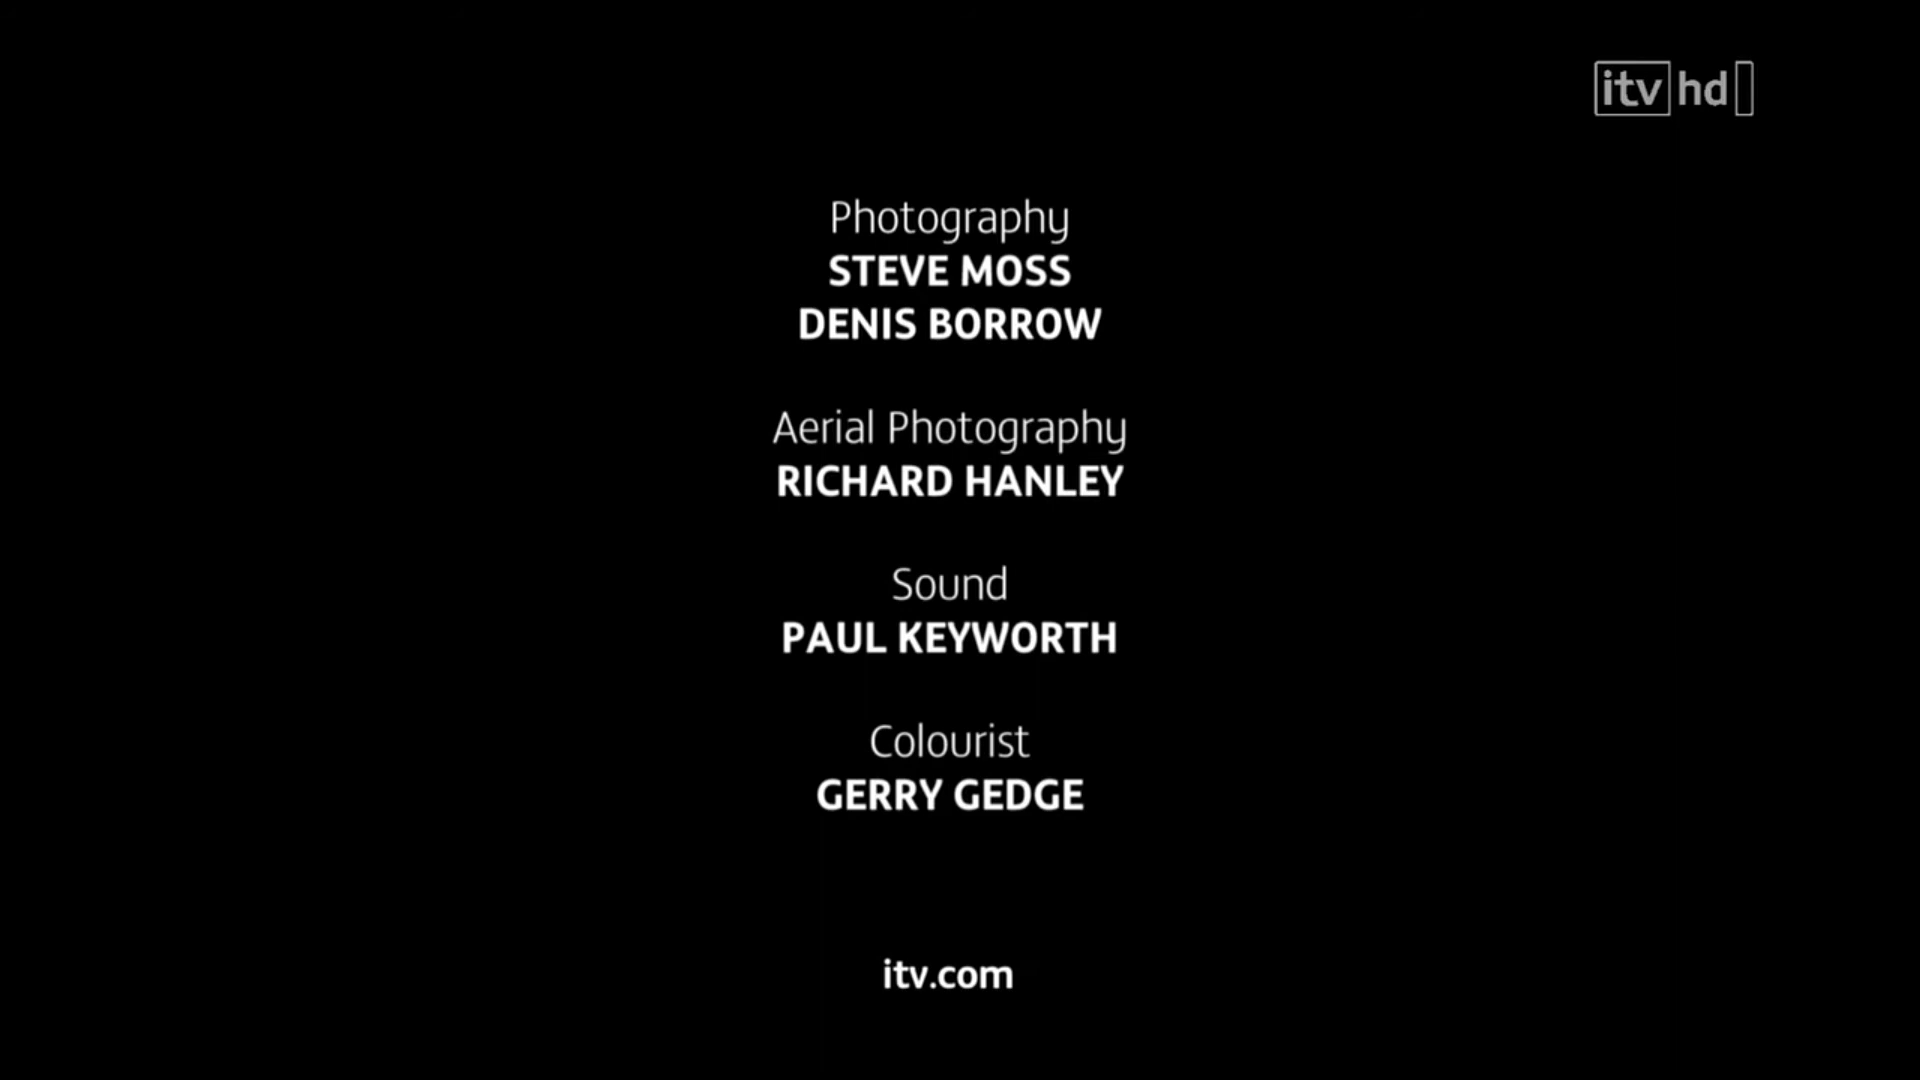 itv hd
Photography
STEVE MOSS
DENIS BORROW
Aerial Photography
RICHARD HANLEY
Sound
PAUL KEYWORTH
Colourist
GERRY GEDGE
itv.com